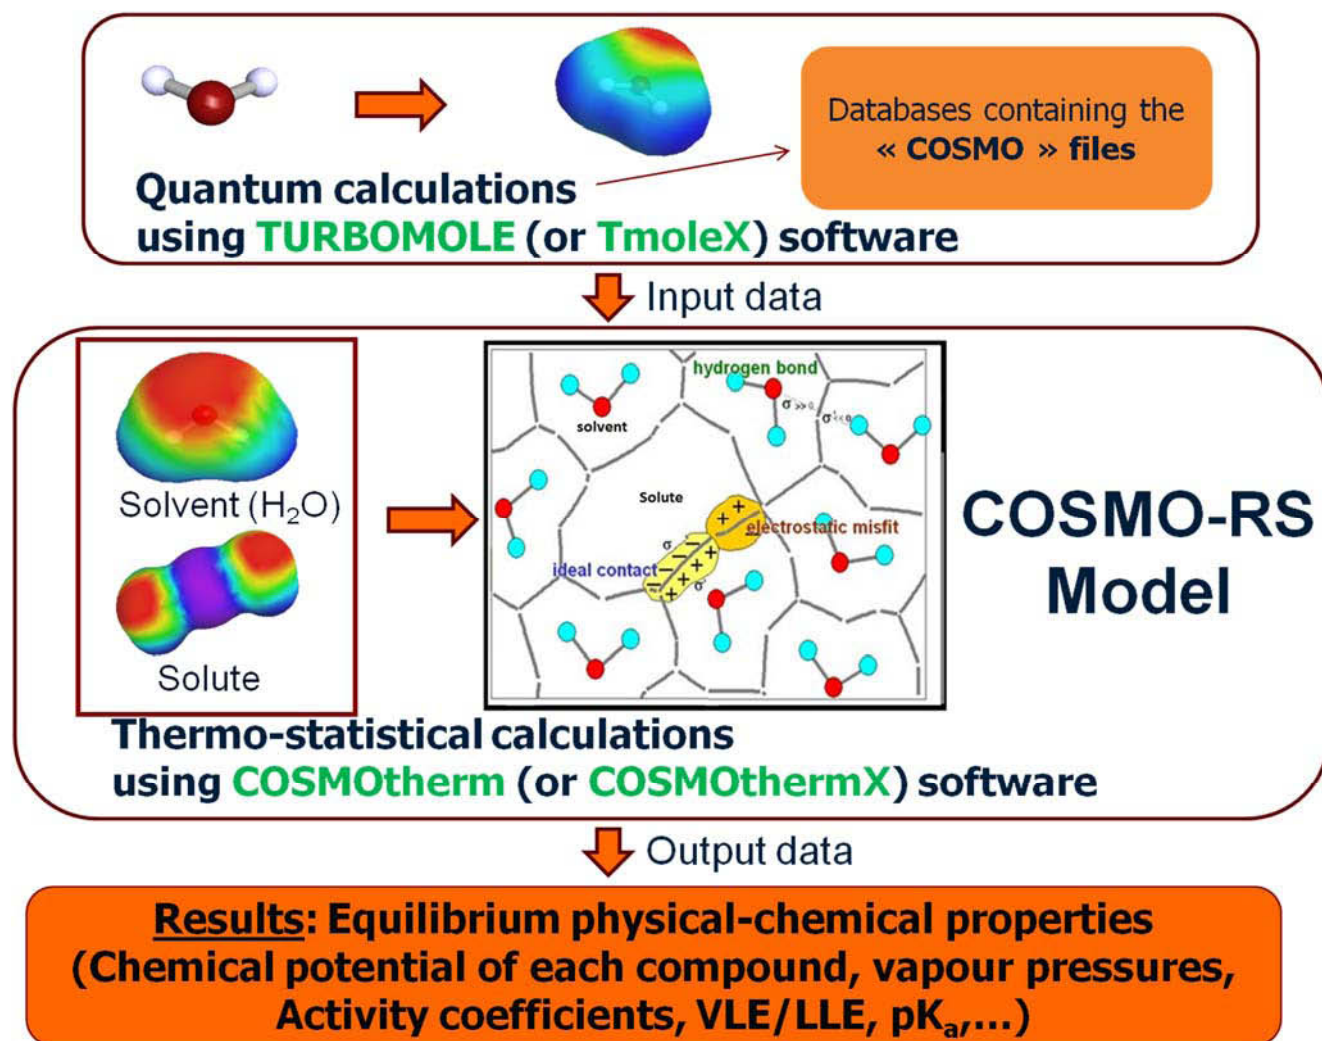 Databases containing the
« COSMO » files
Quantum calculations
using TURBOMOLE (or TmoleX) software
Input data
Solvent (H₂O)
Solute
hydrogen bond
solvent
σ >> 0
σ' << 0
Solute
electrostatic misfit
σ
ideal contact
σ'
COSMO-RS
Model
Thermo-statistical calculations
using COSMOtherm (or COSMOthermX) software
Output data
Results: Equilibrium physical-chemical properties
(Chemical potential of each compound, vapour pressures,
Activity coefficients, VLE/LLE, pKₐ,...)